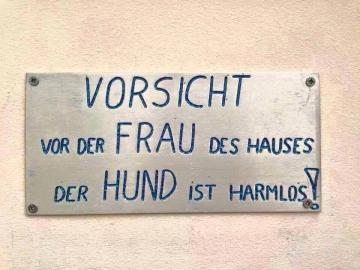 VORSICHT
VOR DER FRAU DES HAUSES
DER HUND IST HARMLOS!